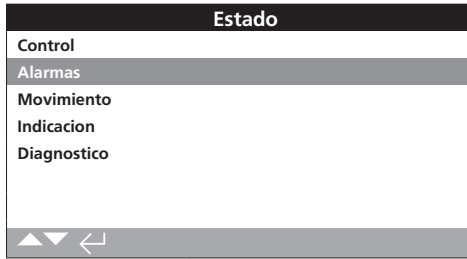 Estado
Control
Alarmas
Movimiento
Indicacion
Diagnostico